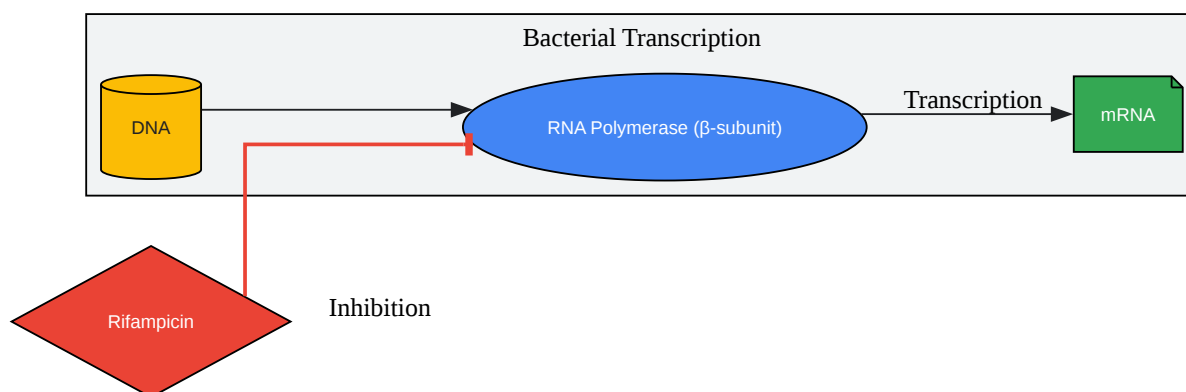 Bacterial Transcription
DNA
RNA Polymerase (β-subunit)
Transcription
mRNA
Rifampicin
Inhibition